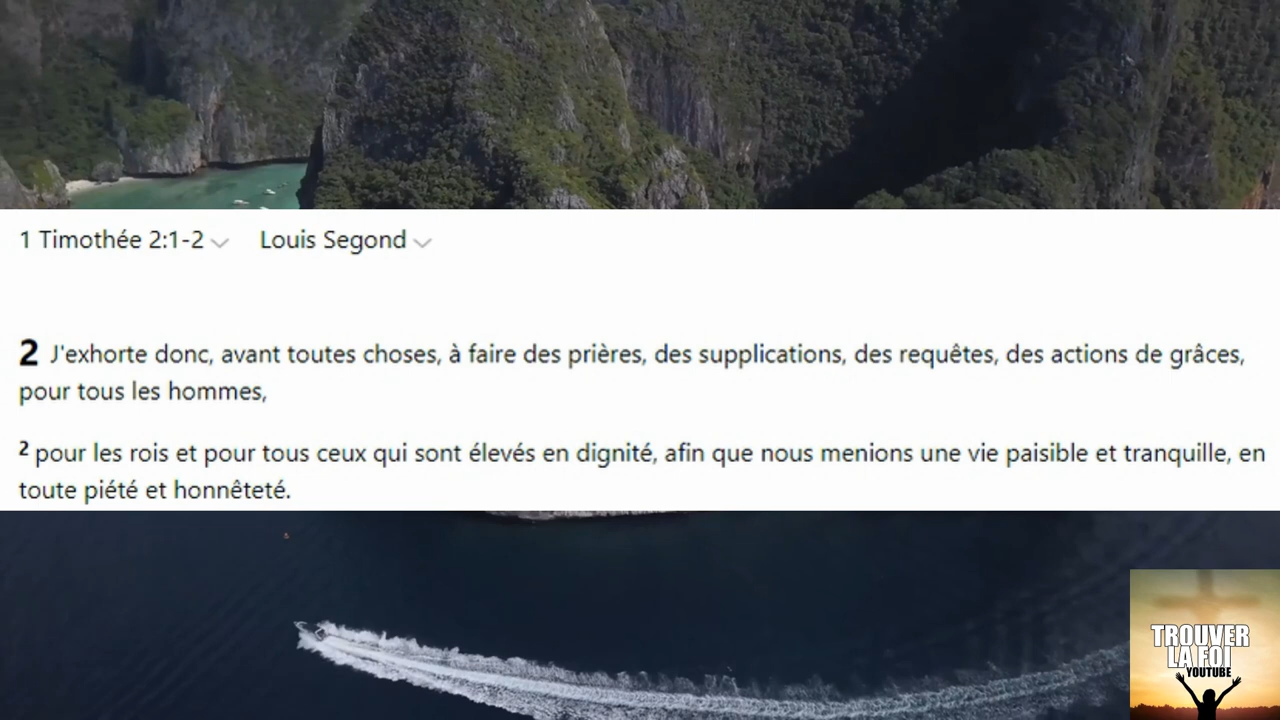 1 Timothée 2:1-2 Louis Segond
2 J'exhorte donc, avant toutes choses, à faire des prières, des supplications, des requêtes, des actions de grâces,
pour tous les hommes,
2 pour les rois et pour tous ceux qui sont élevés en dignité, afin que nous menions une vie paisible et tranquille, en
toute piété et honnêteté.
TROUVER
LA FOI
YOUTUBE